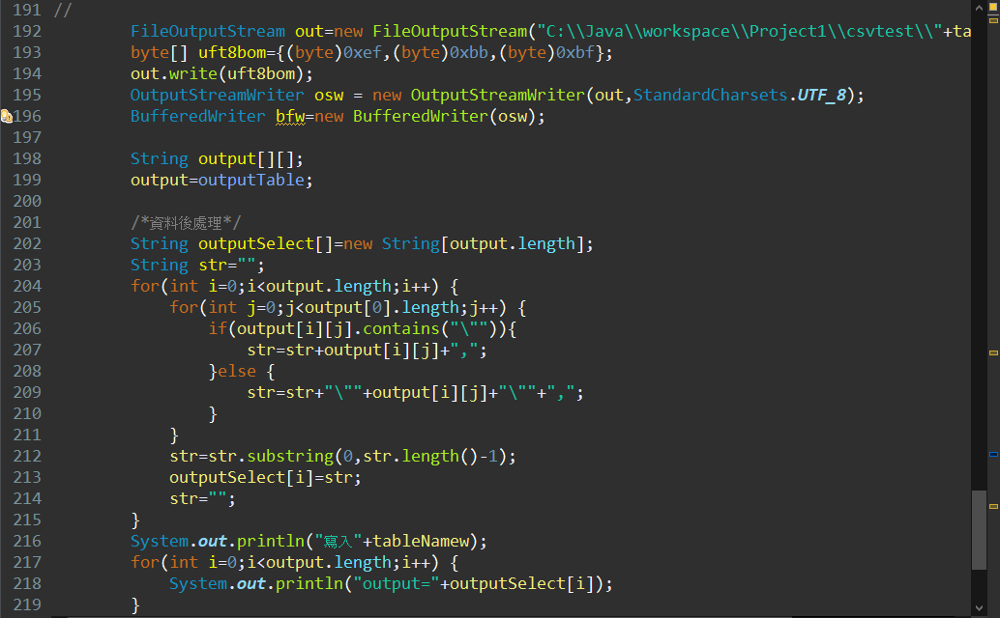 191 //
192 FileOutputStream out=new FileOutputStream("C:\\Java\\workspace\\Project1\\csvtest\\"+ta
193 byte[] uft8bom={(byte)0xef,(byte)0xbb,(byte)0xbf};
194 out.write(uft8bom);
195 OutputStreamWriter osw = new OutputStreamWriter(out,StandardCharsets.UTF_8);
196 BufferedWriter bfw=new BufferedWriter(osw);
197
198 String output[][];
199 output=outputTable;
200
201 /*資料後處理*/
202 String outputSelect[]=new String[output.length];
203 String str="";
204 for(int i=0;i<output.length;i++) {
205 for(int j=0;j<output[0].length;j++) {
206 if(output[i][j].contains("\"")){
207 str=str+output[i][j]+",";
208 }else {
209 str=str+"\""+output[i][j]+"\""+",";
210 }
211 }
212 str=str.substring(0,str.length()-1);
213 outputSelect[i]=str;
214 str="";
215 }
216 System.out.println("寫入"+tableNamew);
217 for(int i=0;i<output.length;i++) {
218 System.out.println("output="+outputSelect[i]);
219 }